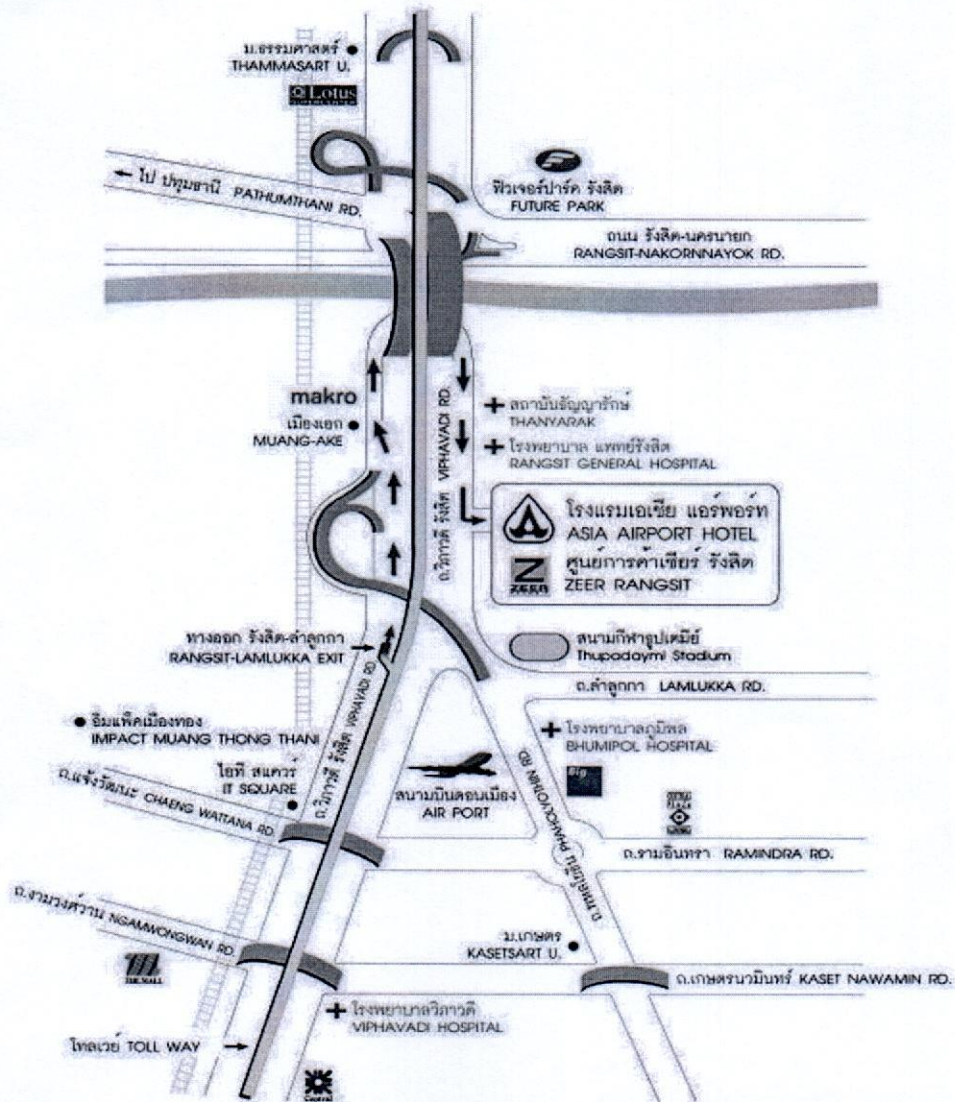 ม.ธรรมศาสตร์
THAMMASART U.
Lotus
SUPERCENTER
← ไป ปทุมธานี PATHUMTHANI RD.
F
ฟิวเจอร์ปาร์ค รังสิต
FUTURE PARK
ถนน รังสิต-นครนายก
RANGSIT-NAKORNNAYOK RD.
makro
เมืองเอก
MUANG-AKE
ถ.วิภาวดี รังสิต VIPHAVADI RD.
สถาบันธัญญารักษ์
THANYARAK
โรงพยาบาล แพทย์รังสิต
RANGSIT GENERAL HOSPITAL
โรงแรมเอเชีย แอร์พอร์ท
ASIA AIRPORT HOTEL
Z
ZEER
ศูนย์การค้าเซียร์ รังสิต
ZEER RANGSIT
ทางออก รังสิต-ลำลูกกา
RANGSIT-LAMLUKKA EXIT
สนามกีฬาธูปเตมีย์
Thupadaymi Stadium
ถ.ลำลูกกา LAMLUKKA RD.
อิมแพ็คเมืองทอง
IMPACT MUANG THONG THANI
ถ.วิภาวดี รังสิต VIPHAVADI RD.
โรงพยาบาลภูมิพล
BHUMIPOL HOSPITAL
Big
ไอที สแควร์
IT SQUARE
สนามบินดอนเมือง
AIR PORT
ถ.พหลโยธิน PHAHOLYOTHIN RD.
ถ.แจ้งวัฒนะ CHAENG WATTANA RD.
ถ.รามอินทรา RAMINDRA RD.
ถ.งามวงศ์วาน NGAMWONGWAN RD.
ม.เกษตร
KASETSART U.
THE MALL
ถ.เกษตรนวมินทร์ KASET NAWAMIN RD.
โรงพยาบาลวิภาวดี
VIPHAVADI HOSPITAL
โทลเวย์ TOLL WAY
Central